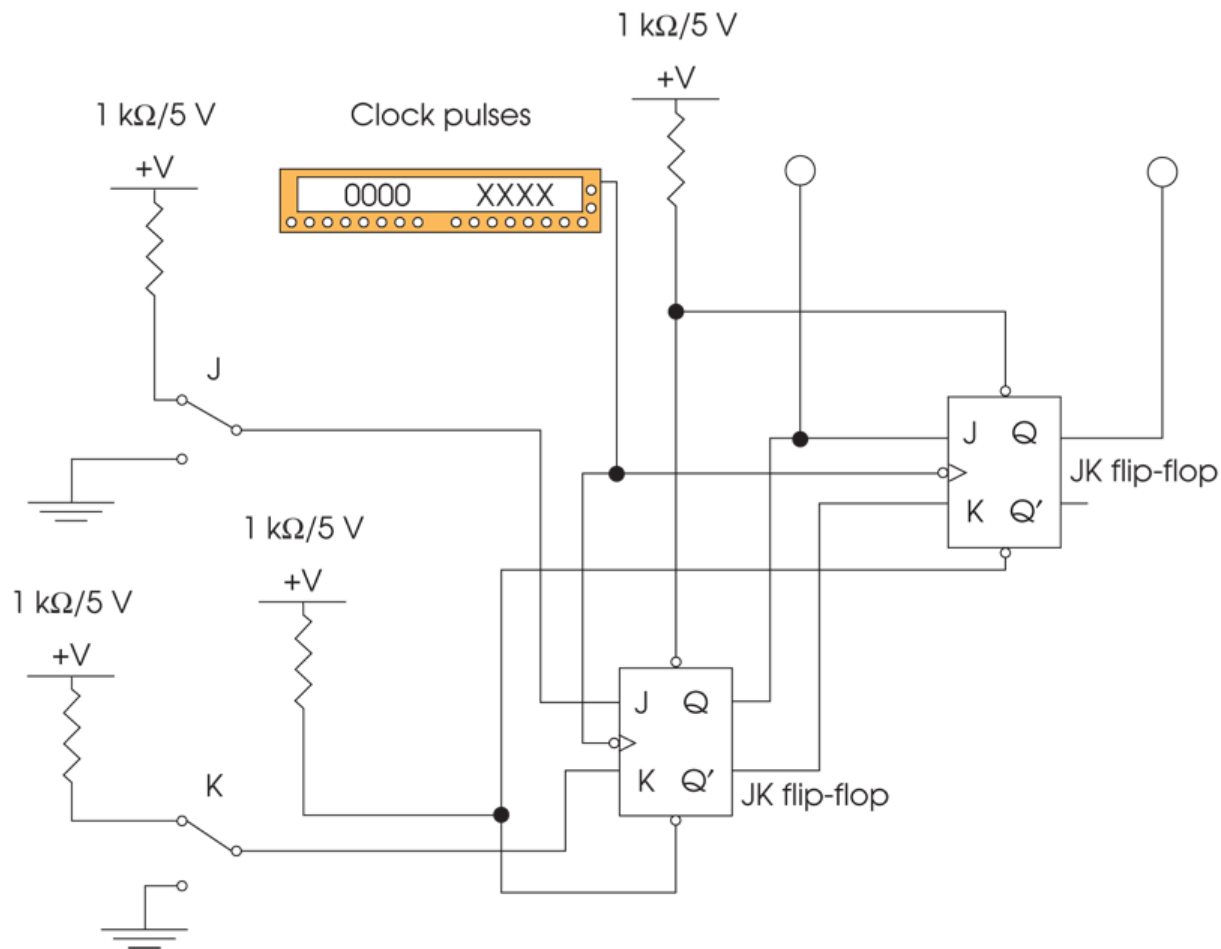 1 kΩ/5 V
+V
1 kΩ/5 V
+V
Clock pulses
0000 XXXX
J
J Q
JK flip-flop
K Q′
1 kΩ/5 V
+V
1 kΩ/5 V
+V
J Q
K Q′
JK flip-flop
K